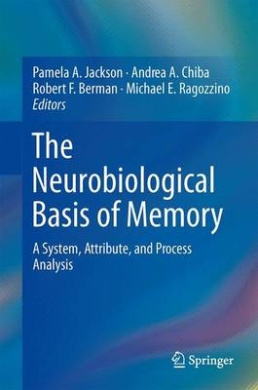 Pamela A. Jackson · Andrea A. Chiba
Robert F. Berman · Michael E. Ragozzino
Editors
The
Neurobiological
Basis of Memory
A System, Attribute, and Process
Analysis
Springer